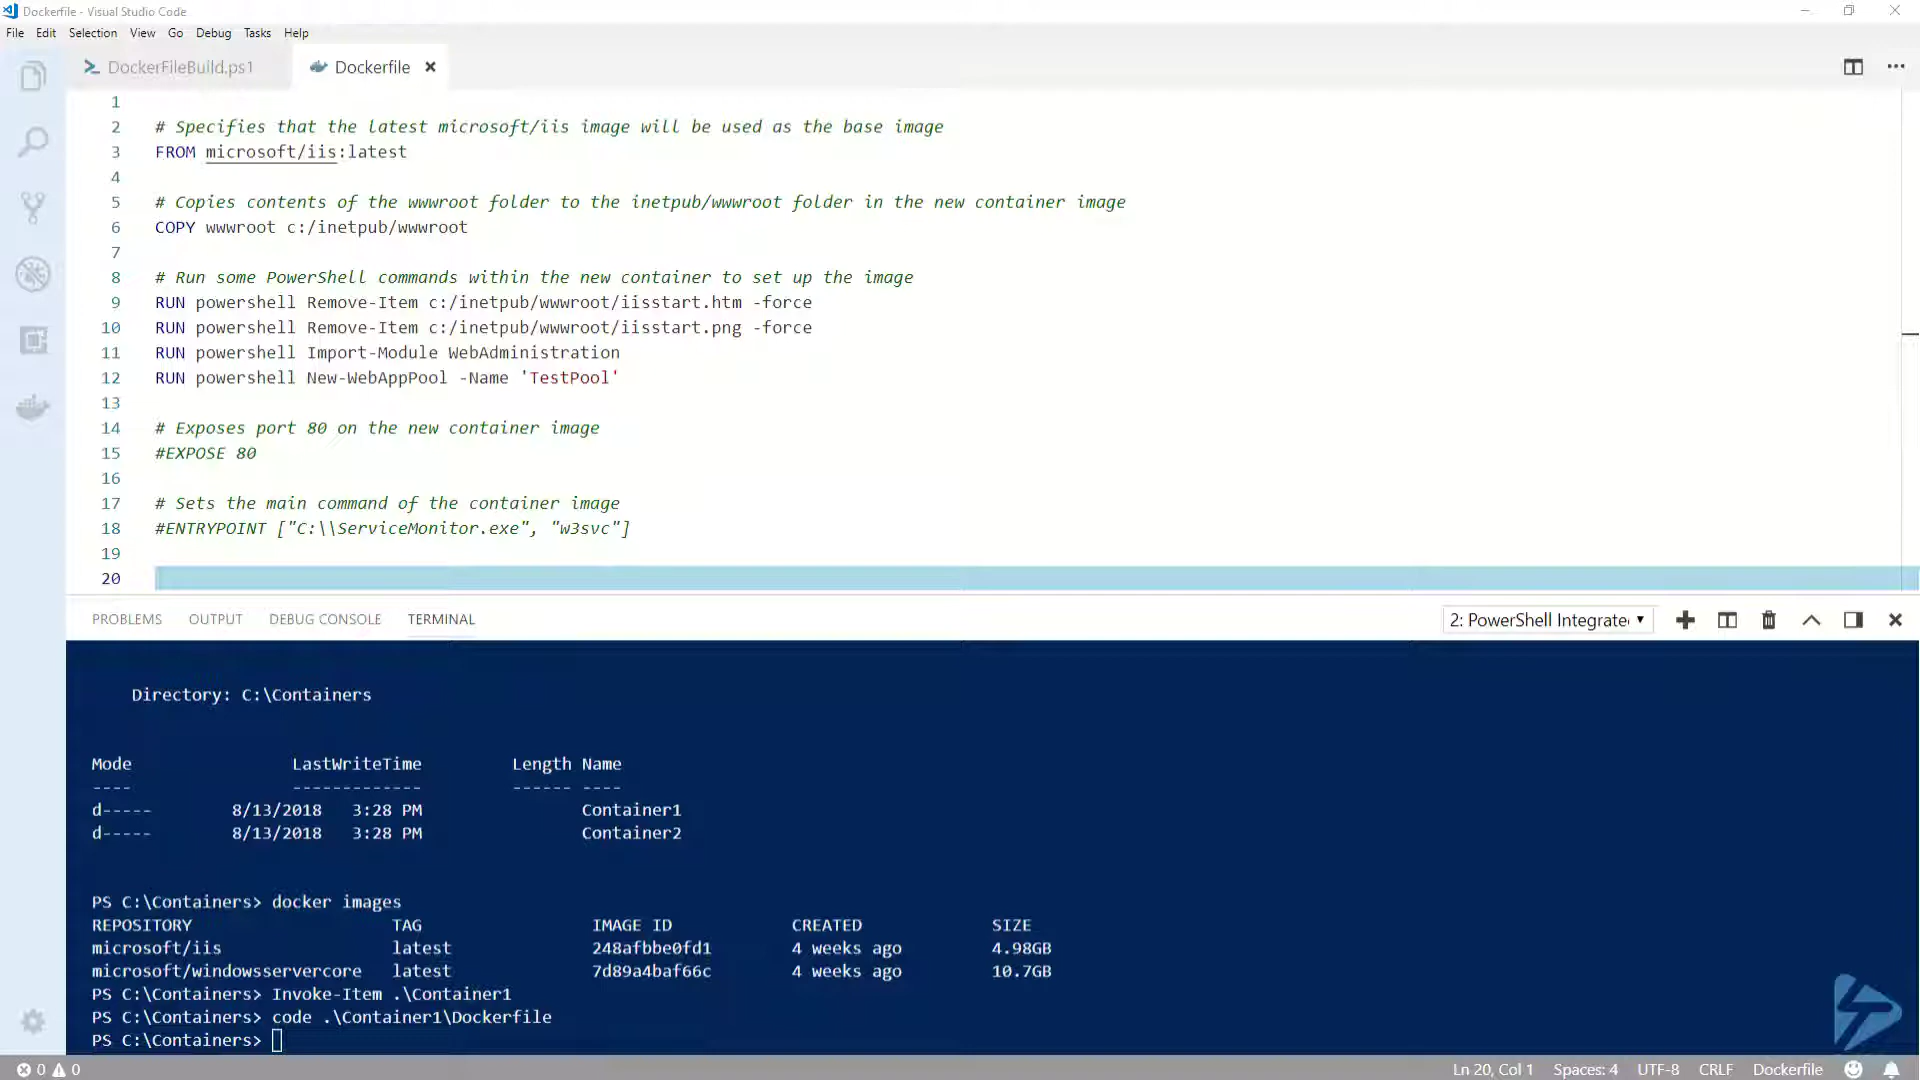 Dockerfile - Visual Studio Code
File Edit Selection View Go Debug Tasks Help
DockerFileBuild.ps1 Dockerfile
1
2 # Specifies that the latest microsoft/iis image will be used as the base image
3 FROM microsoft/iis:latest
4
5 # Copies contents of the wwwroot folder to the inetpub/wwwroot folder in the new container image
6 COPY wwwroot c:/inetpub/wwwroot
7
8 # Run some PowerShell commands within the new container to set up the image
9 RUN powershell Remove-Item c:/inetpub/wwwroot/iisstart.htm -force
10 RUN powershell Remove-Item c:/inetpub/wwwroot/iisstart.png -force
11 RUN powershell Import-Module WebAdministration
12 RUN powershell New-WebAppPool -Name 'TestPool'
13
14 # Exposes port 80 on the new container image
15 #EXPOSE 80
16
17 # Sets the main command of the container image
18 #ENTRYPOINT ["C:\\ServiceMonitor.exe", "w3svc"]
19
20
PROBLEMS OUTPUT DEBUG CONSOLE TERMINAL 2: PowerShell Integrate
Directory: C:\Containers
Mode LastWriteTime Length Name
---- ------------- ------ ----
d----- 8/13/2018 3:28 PM Container1
d----- 8/13/2018 3:28 PM Container2
PS C:\Containers> docker images
REPOSITORY TAG IMAGE ID CREATED SIZE
microsoft/iis latest 248afbbe0fd1 4 weeks ago 4.98GB
microsoft/windowsservercore latest 7d89a4baf66c 4 weeks ago 10.7GB
PS C:\Containers> Invoke-Item .\Container1
PS C:\Containers> code .\Container1\Dockerfile
PS C:\Containers>
0 0 Ln 20, Col 1 Spaces: 4 UTF-8 CRLF Dockerfile